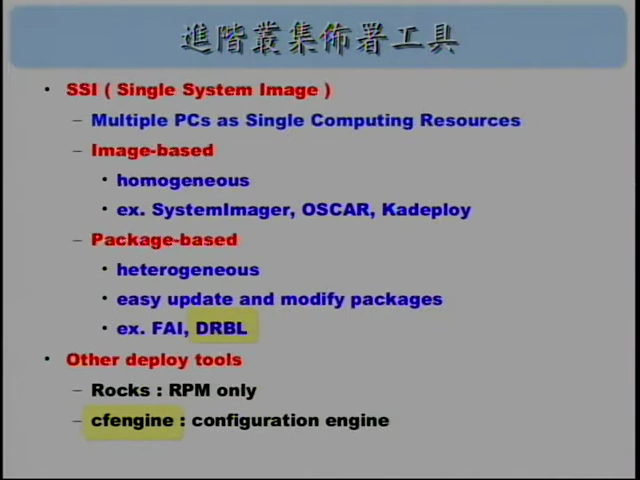 進階叢集佈署工具
• SSI ( Single System Image )
– Multiple PCs as Single Computing Resources
– Image-based
• homogeneous
• ex. SystemImager, OSCAR, Kadeploy
– Package-based
• heterogeneous
• easy update and modify packages
• ex. FAI, DRBL
• Other deploy tools
– Rocks : RPM only
– cfengine : configuration engine